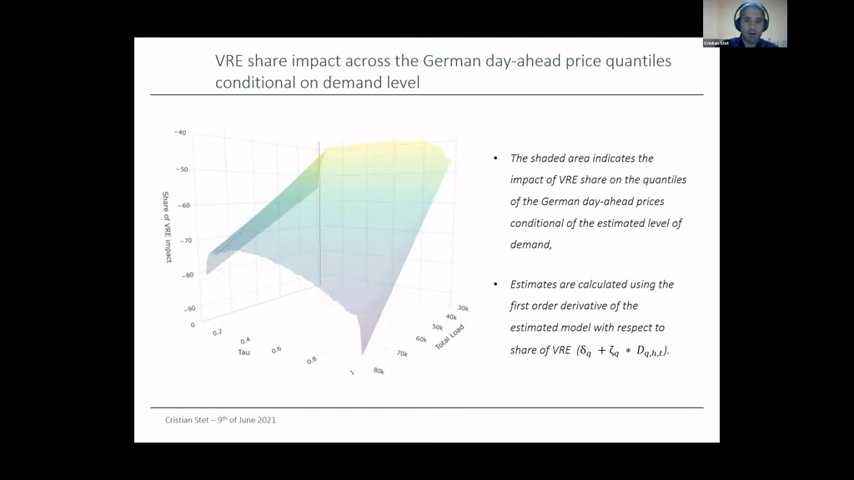 Cristian Stet
VRE share impact across the German day-ahead price quantiles
conditional on demand level
−40
−50
−60
−70
−80
−90
Share of VRE impact
0
0.2
0.4
0.6
0.8
1
Tau
30k
40k
50k
60k
70k
80k
Total Load
• The shaded area indicates the
impact of VRE share on the quantiles
of the German day-ahead prices
conditional of the estimated level of
demand,
• Estimates are calculated using the
first order derivative of the
estimated model with respect to
share of VRE (δq + ζq * Dq,h,t).
Cristian Stet – 9th of June 2021